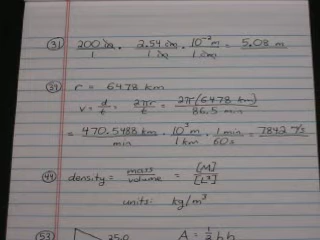 (31) 200 in/1 · 2.54 cm/1 in · 10⁻² m/1 cm = 5.08 m
(37) r = 6478 km
v = d/t = 2πr/t = 2π(6478 km)/86.5 min
= 470.5488 km/min · 10³ m/1 km · 1 min/60 s = 7842 m/s
(44) density = mass/volume = [M]/[L³]
units: kg/m³
(53) 25.0 A = 1/2 bh